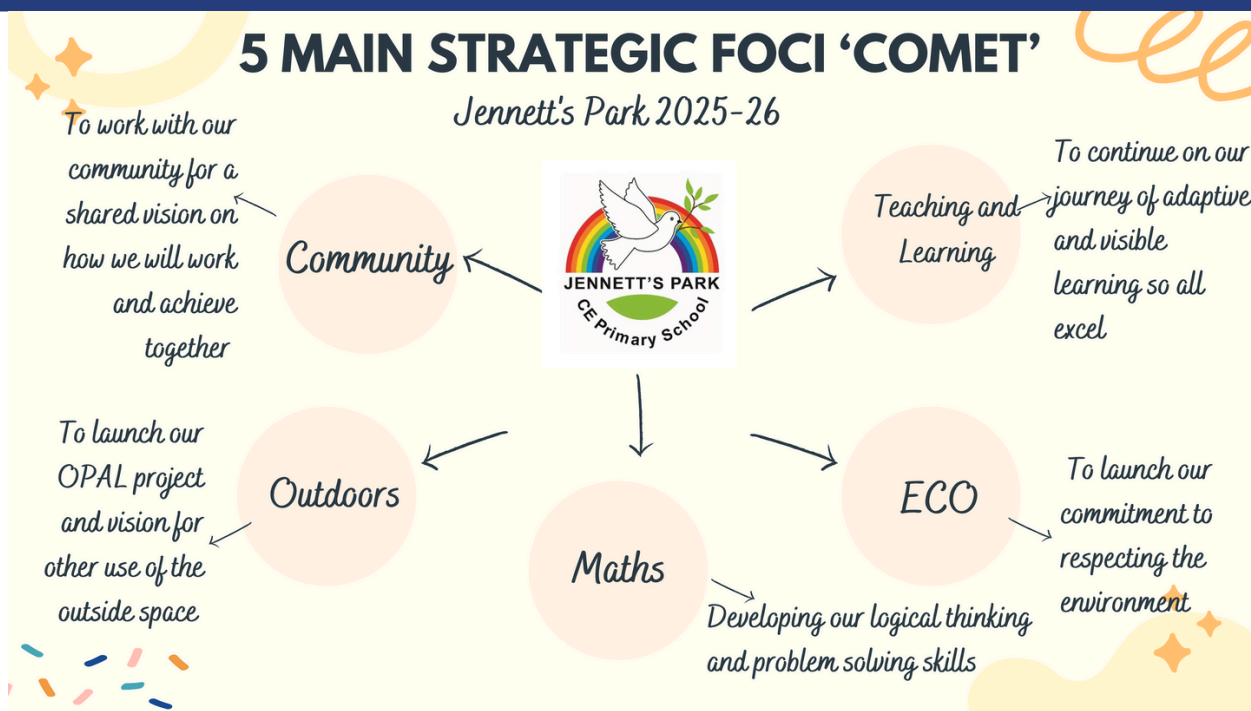 5 MAIN STRATEGIC FOCI ‘COMET’
Jennett's Park 2025-26
To work with our
community for a
shared vision on
how we will work
and achieve
together
Community
JENNETT'S PARK
CE Primary School
Teaching and
Learning
To continue on our
journey of adaptive
and visible
learning so all
excel
To launch our
OPAL project
and vision for
other use of the
outside space
Outdoors
Maths
Developing our logical thinking
and problem solving skills
ECO
To launch our
commitment to
respecting the
environment